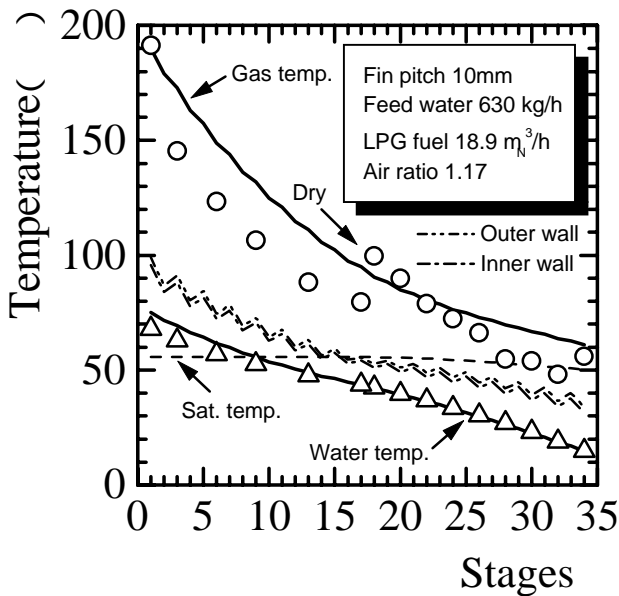 Temperature( )
200
150
100
50
0
Gas temp.
Fin pitch 10mm
Feed water 630 kg/h
LPG fuel 18.9 m_N^3/h
Air ratio 1.17
Dry
Outer wall
Inner wall
Sat. temp.
Water temp.
0 5 10 15 20 25 30 35
Stages